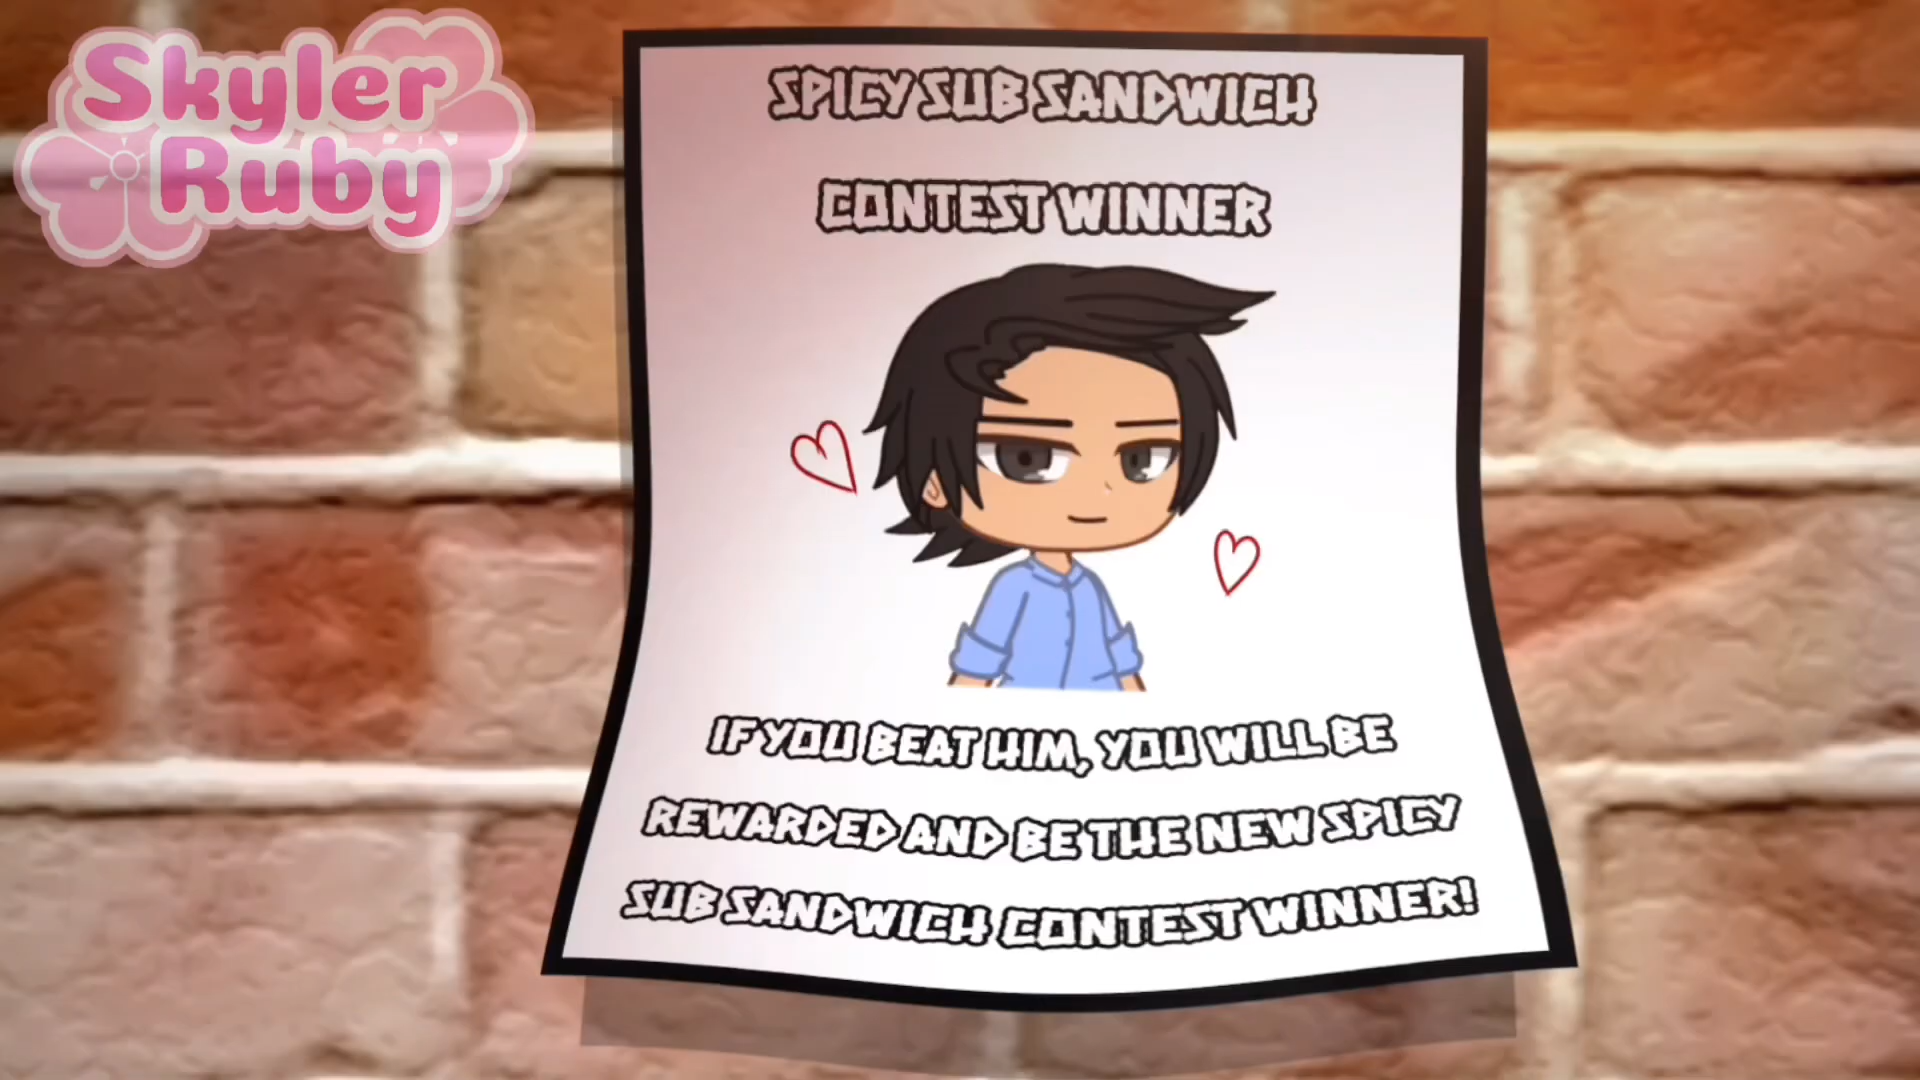 Skyler
Ruby
SPICY SUB SANDWICH
CONTEST WINNER
IF YOU BEAT HIM, YOU WILL BE
REWARDED AND BE THE NEW SPICY
SUB SANDWICH CONTEST WINNER!